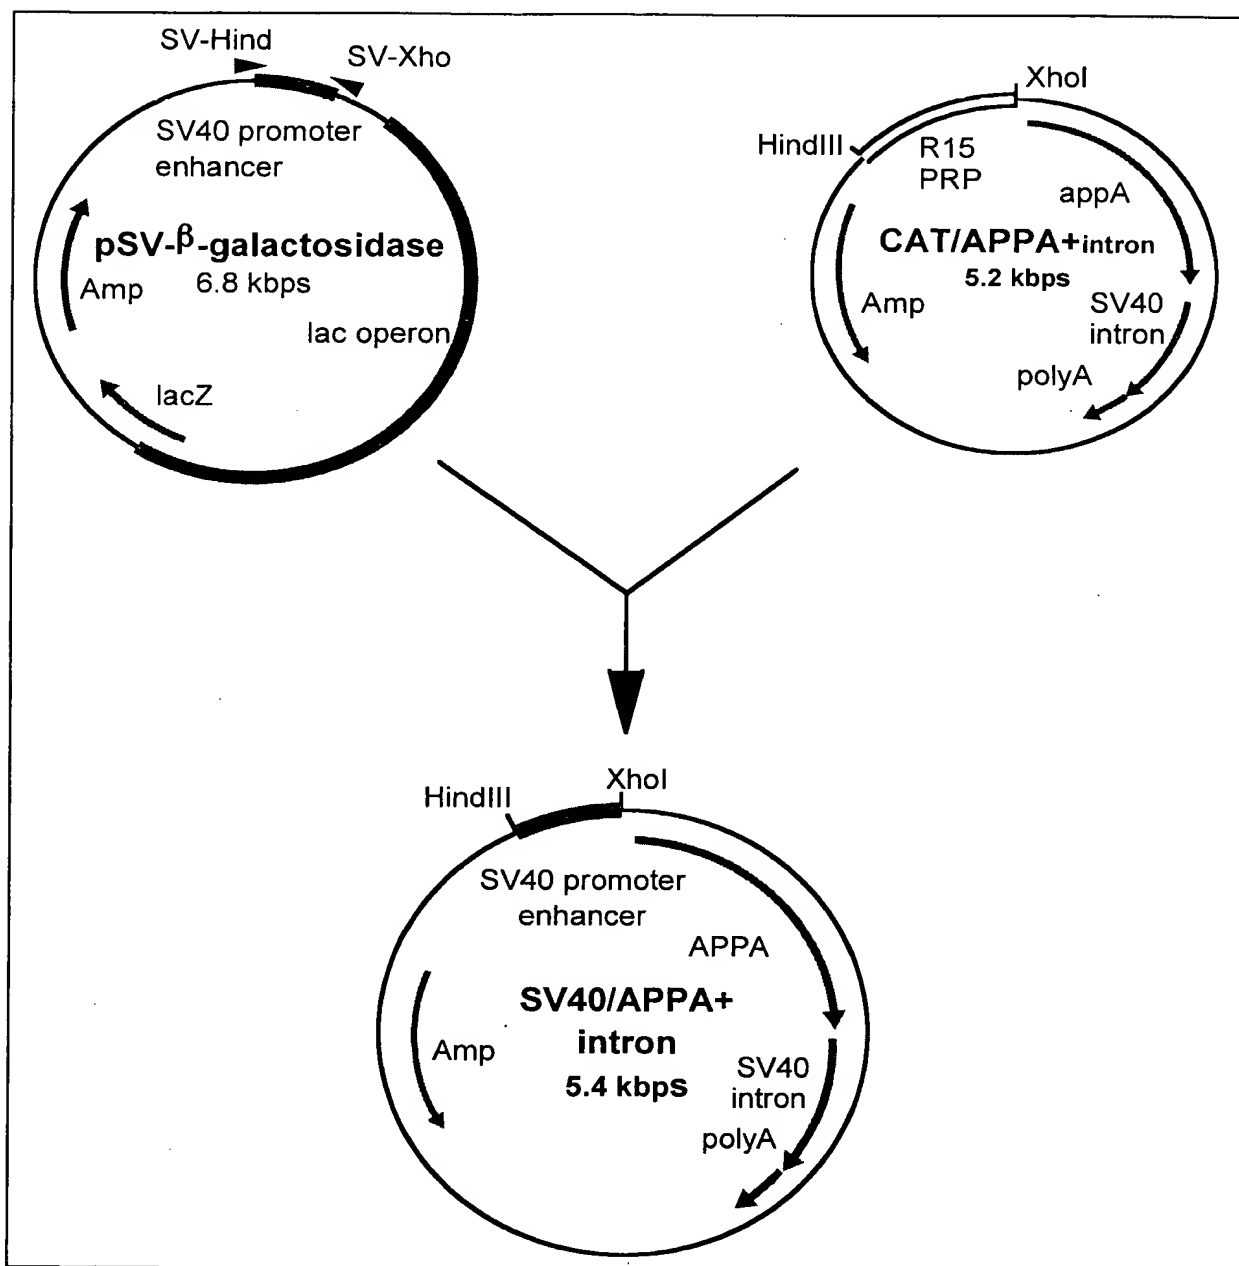 SV-Hind
SV-Xho
SV40 promoter
enhancer
pSV-β-galactosidase
6.8 kbps
Amp
lac operon
lacZ
XhoI
HindIII
R15
PRP
appA
CAT/APPA+intron
5.2 kbps
Amp
SV40
intron
polyA
XhoI
HindIII
SV40 promoter
enhancer
APPA
SV40/APPA+
intron
5.4 kbps
Amp
SV40
intron
polyA